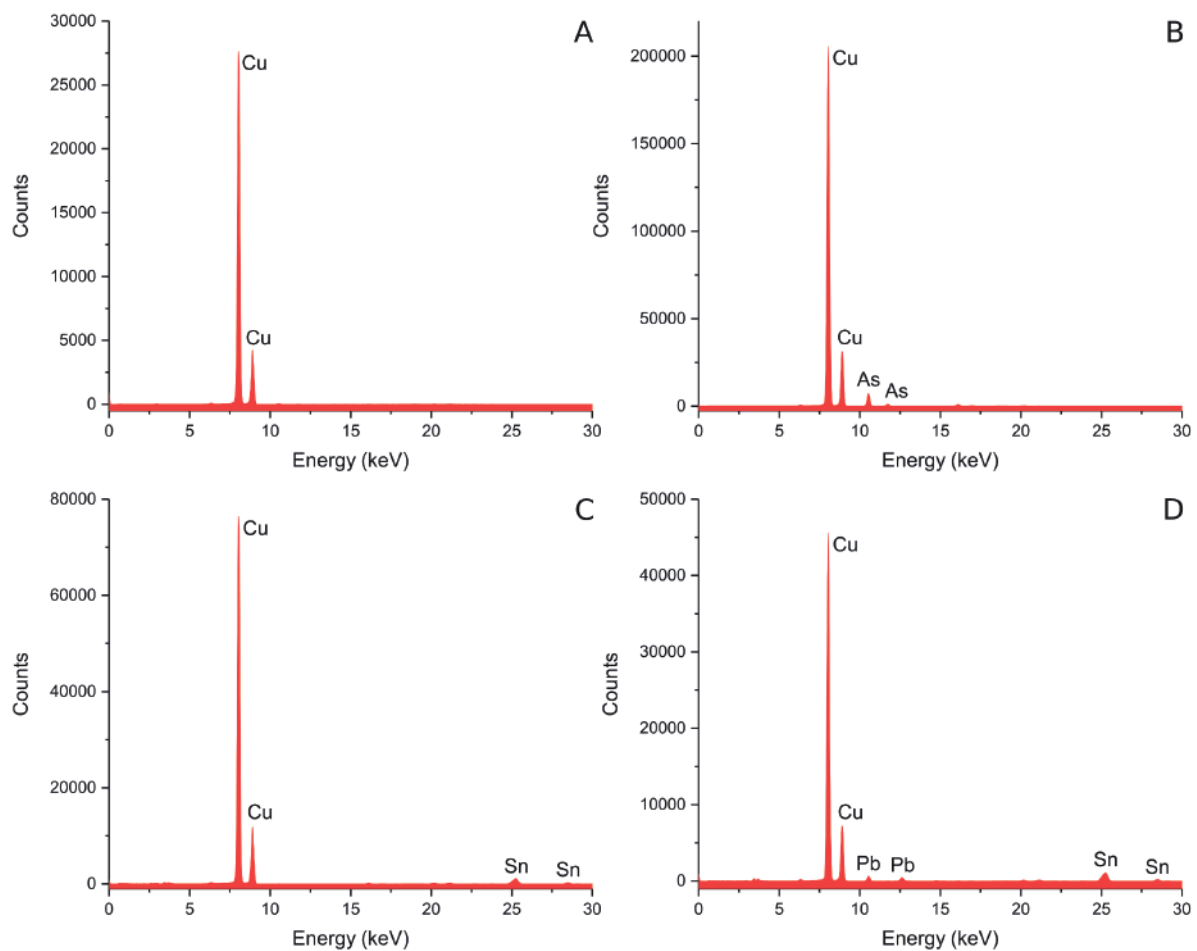 A
30000
25000
20000
15000
10000
5000
0
Counts
Cu
Cu
0 5 10 15 20 25 30
Energy (keV)
B
200000
150000
100000
50000
0
Counts
Cu
Cu
As
As
0 5 10 15 20 25 30
Energy (keV)
C
80000
60000
40000
20000
0
Counts
Cu
Cu
Sn
Sn
0 5 10 15 20 25 30
Energy (keV)
D
50000
40000
30000
20000
10000
0
Counts
Cu
Cu
Pb
Pb
Sn
Sn
0 5 10 15 20 25 30
Energy (keV)